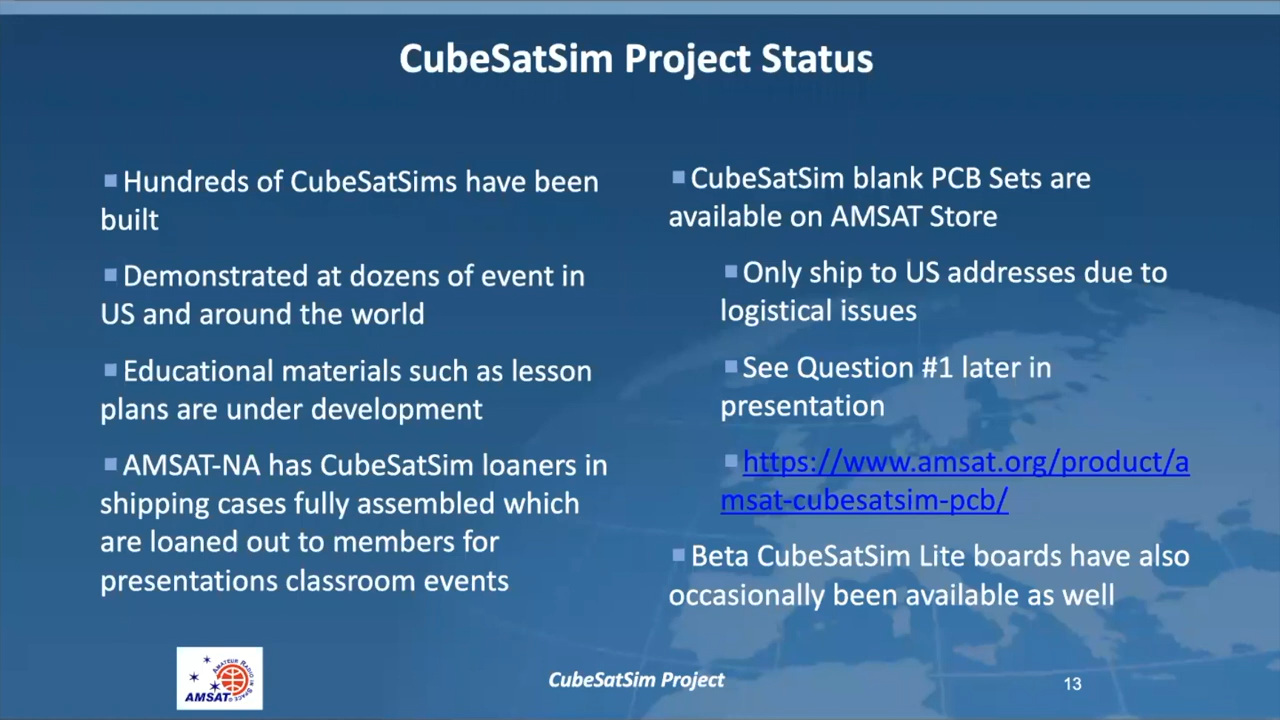 CubeSatSim Project Status
Hundreds of CubeSatSims have been
built
Demonstrated at dozens of event in
US and around the world
Educational materials such as lesson
plans are under development
AMSAT-NA has CubeSatSim loaners in
shipping cases fully assembled which
are loaned out to members for
presentations classroom events
CubeSatSim blank PCB Sets are
available on AMSAT Store
Only ship to US addresses due to
logistical issues
See Question #1 later in
presentation
https://www.amsat.org/product/a
msat-cubesatsim-pcb/
Beta CubeSatSim Lite boards have also
occasionally been available as well
AMATEUR RADIO IN SPACE
AMSAT®
CubeSatSim Project
13